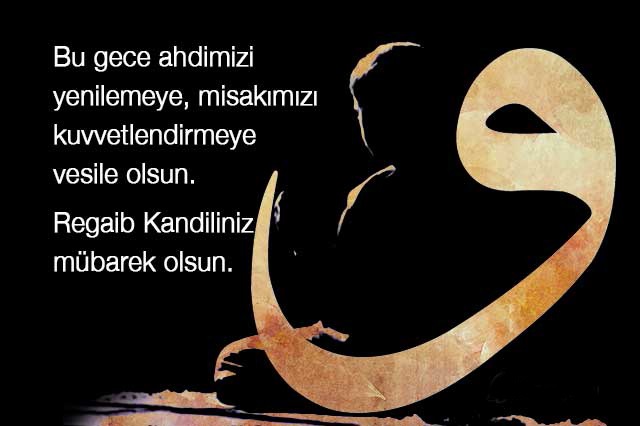 Bu gece ahdimizi
yenilemeye, misakımızı
kuvvetlendirmeye
vesile olsun.
Regaib Kandiliniz
mübarek olsun.
و